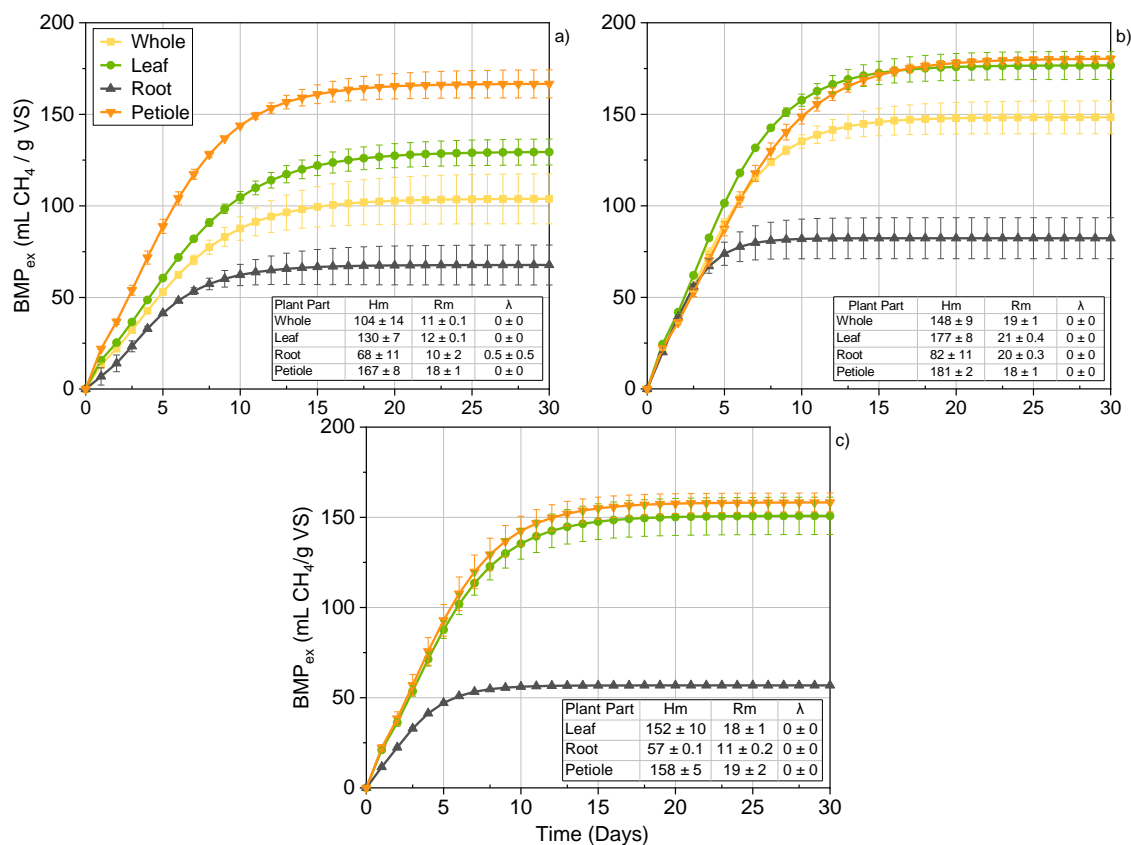 a)
BMPex (mL CH4 / g VS)
200
150
100
50
0
Whole
Leaf
Root
Petiole
Plant Part Hm Rm λ
Whole 104 ± 14 11 ± 0.1 0 ± 0
Leaf 130 ± 7 12 ± 0.1 0 ± 0
Root 68 ± 11 10 ± 2 0.5 ± 0.5
Petiole 167 ± 8 18 ± 1 0 ± 0
0 5 10 15 20 25 30
b)
200
150
100
50
0
Plant Part Hm Rm λ
Whole 148 ± 9 19 ± 1 0 ± 0
Leaf 177 ± 8 21 ± 0.4 0 ± 0
Root 82 ± 11 20 ± 0.3 0 ± 0
Petiole 181 ± 2 18 ± 1 0 ± 0
0 5 10 15 20 25 30
c)
BMPex (mL CH4/g VS)
200
150
100
50
0
Plant Part Hm Rm λ
Leaf 152 ± 10 18 ± 1 0 ± 0
Root 57 ± 0.1 11 ± 0.2 0 ± 0
Petiole 158 ± 5 19 ± 2 0 ± 0
0 5 10 15 20 25 30
Time (Days)